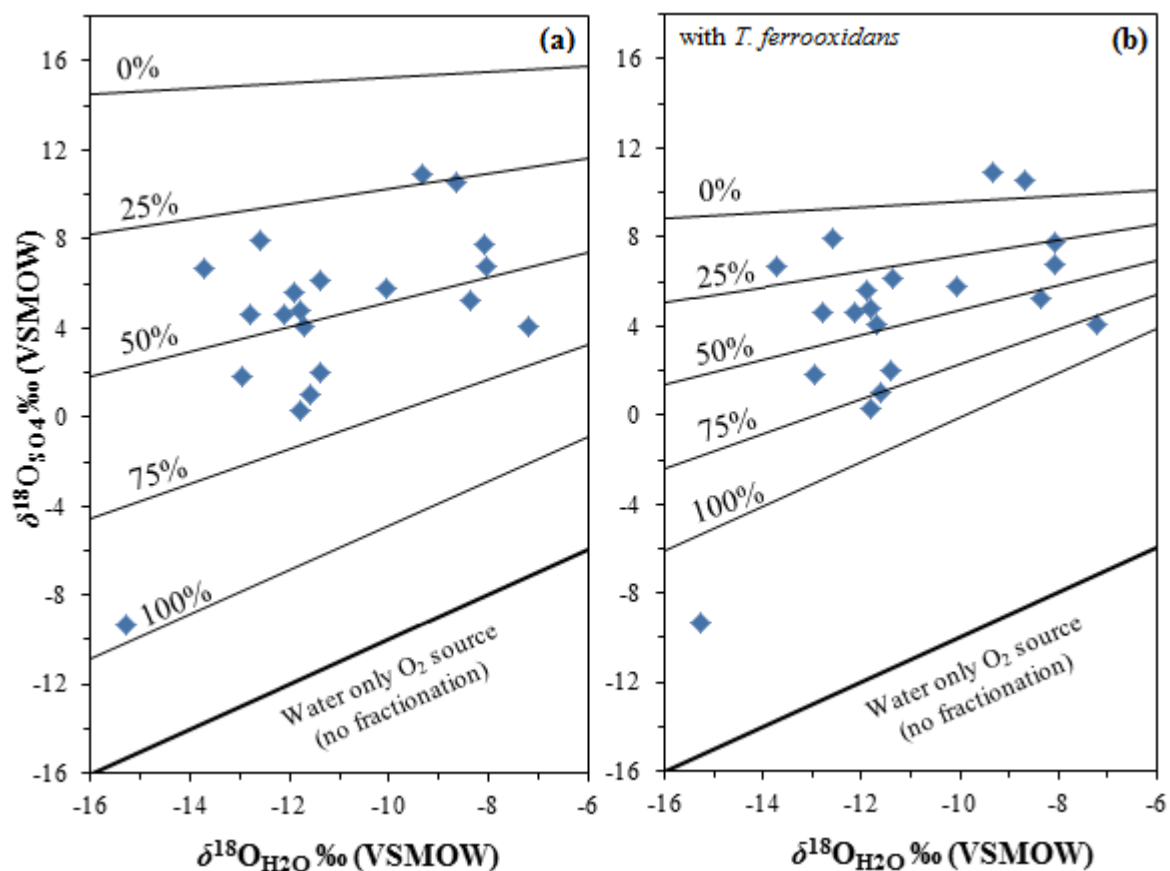 (a)
16
12
8
4
0
-4
-8
-12
-16
δ18OSO4 ‰ (VSMOW)
0%
25%
50%
75%
100%
Water only O2 source
(no fractionation)
-16 -14 -12 -10 -8 -6
δ18OH2O ‰ (VSMOW)
with T. ferrooxidans (b)
16
12
8
4
0
-4
-8
-12
-16
0%
25%
50%
75%
100%
Water only O2 source
(no fractionation)
-16 -14 -12 -10 -8 -6
δ18OH2O ‰ (VSMOW)